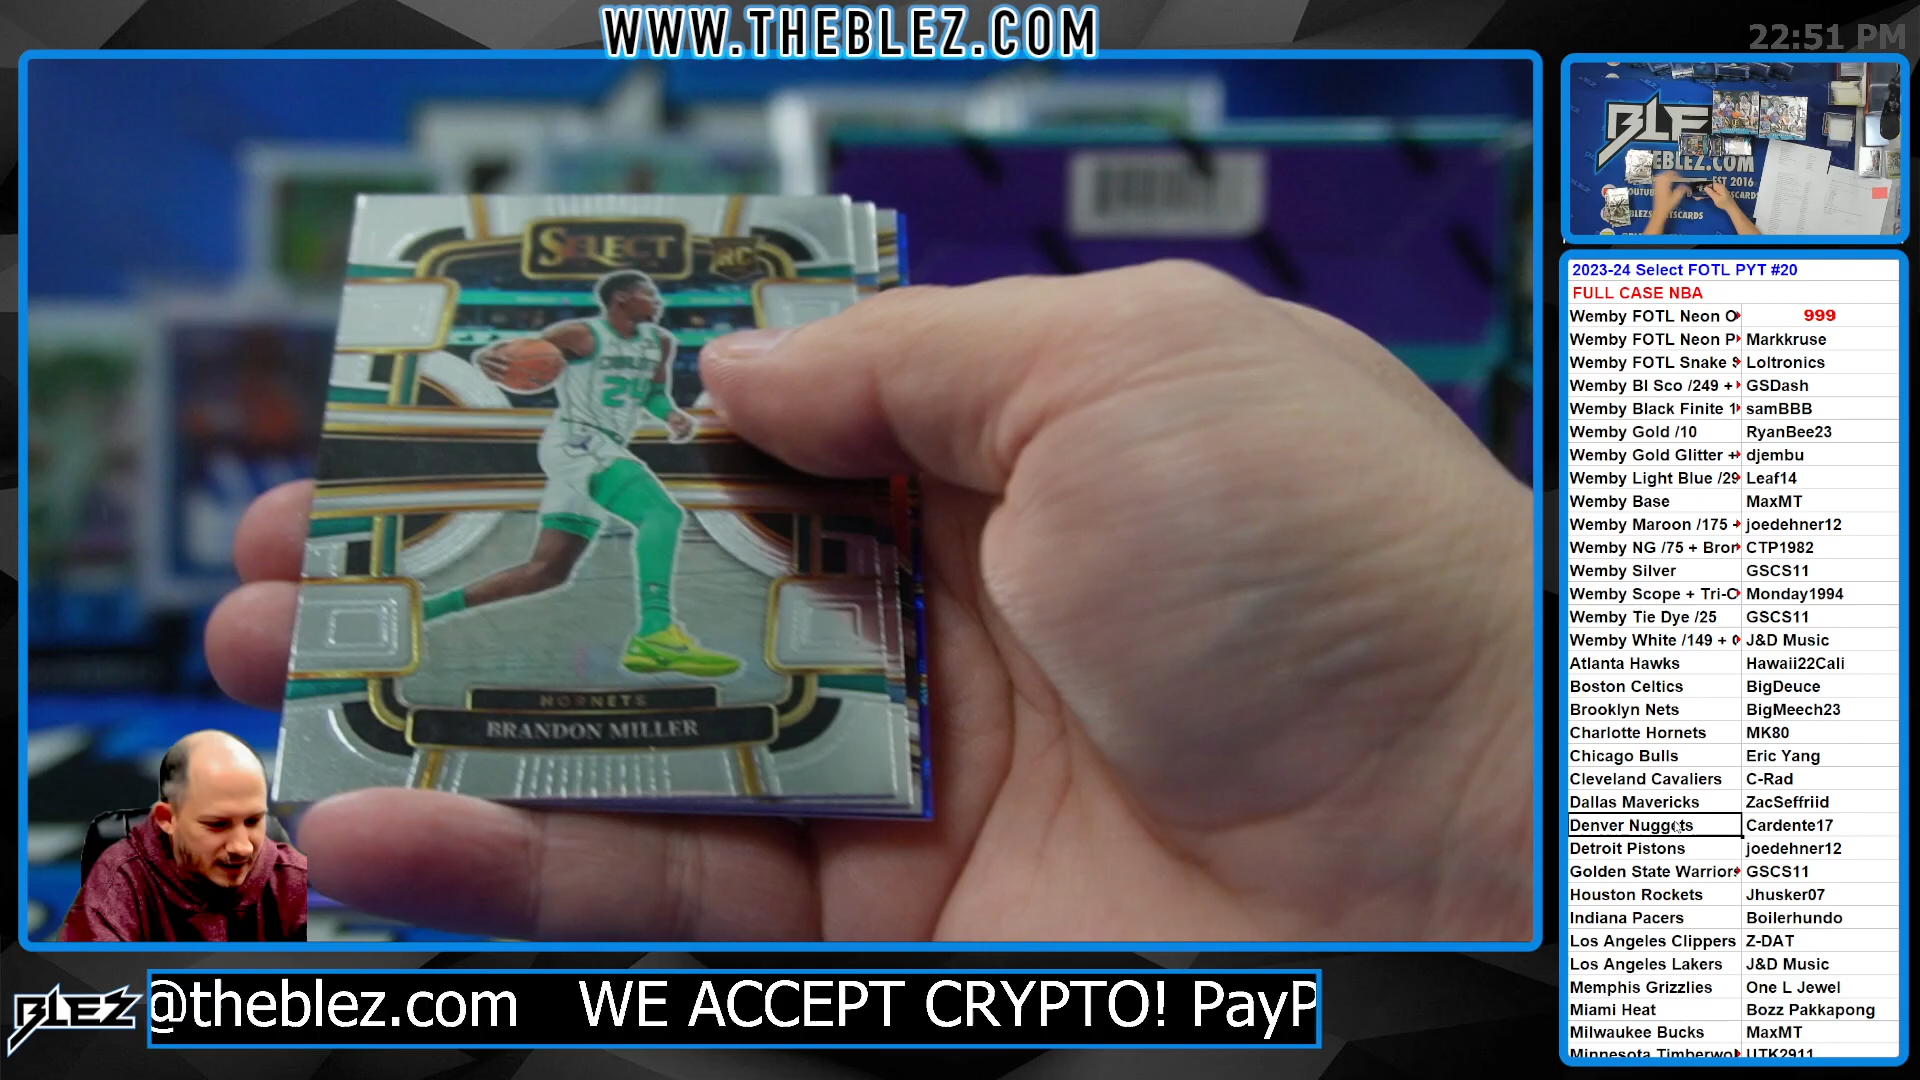 WWW.THEBLEZ.COM
22:51 PM
SELECT
RC
24
HORNETS
BRANDON MILLER
BLEZ
@theblez.com WE ACCEPT CRYPTO! PayP
EBLEZ.COM
EST 2016
2023-24 Select FOTL PYT #20
FULL CASE NBA
Wemby FOTL Neon O 999
Wemby FOTL Neon P Markkruse
Wemby FOTL Snake S Loltronics
Wemby Bl Sco /249 + GSDash
Wemby Black Finite 1 samBBB
Wemby Gold /10 RyanBee23
Wemby Gold Glitter + djembu
Wemby Light Blue /29 Leaf14
Wemby Base MaxMT
Wemby Maroon /175 + joedehner12
Wemby NG /75 + Bron CTP1982
Wemby Silver GSCS11
Wemby Scope + Tri-C Monday1994
Wemby Tie Dye /25 GSCS11
Wemby White /149 + J&D Music
Atlanta Hawks Hawaii22Cali
Boston Celtics BigDeuce
Brooklyn Nets BigMeech23
Charlotte Hornets MK80
Chicago Bulls Eric Yang
Cleveland Cavaliers C-Rad
Dallas Mavericks ZacSeffriid
Denver Nuggets Cardente17
Detroit Pistons joedehner12
Golden State Warriors GSCS11
Houston Rockets Jhusker07
Indiana Pacers Boilerhundo
Los Angeles Clippers Z-DAT
Los Angeles Lakers J&D Music
Memphis Grizzlies One L Jewel
Miami Heat Bozz Pakkapong
Milwaukee Bucks MaxMT
Minnesota Timberwol UTK2911